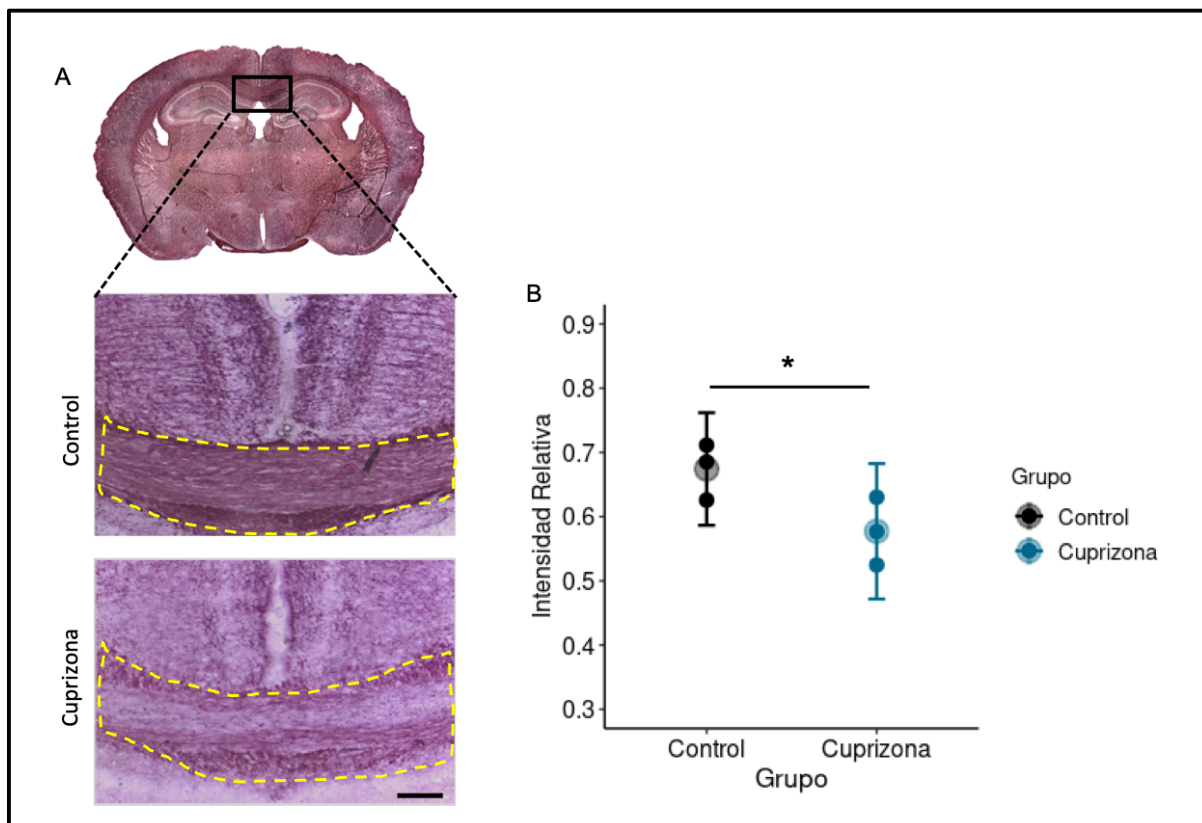 A
Control
Cuprizona
B
*
Intensidad Relativa
0.9
0.8
0.7
0.6
0.5
0.4
0.3
Control
Cuprizona
Grupo
Grupo
Control
Cuprizona